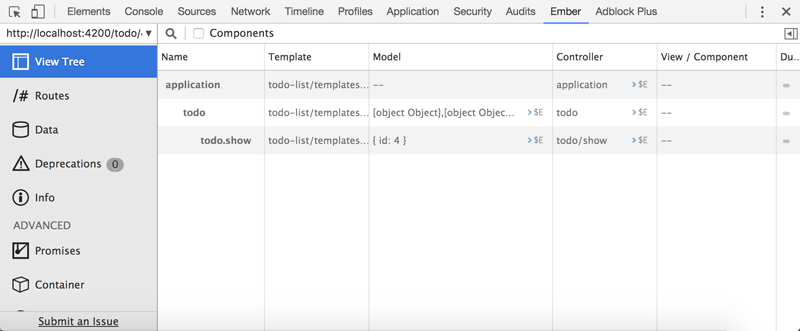 Elements Console Sources Network Timeline Profiles Application Security Audits Ember Adblock Plus
http://localhost:4200/todo/ Components
Name Template Model Controller View / Component Du...
View Tree
application todo-list/templates... -- application >$E --
Routes
todo todo-list/templates... [object Object],[object Objec... >$E todo >$E --
Data
todo.show todo-list/templates... { id: 4 } >$E todo/show >$E --
Deprecations 0
Info
ADVANCED
Promises
Container
Submit an Issue